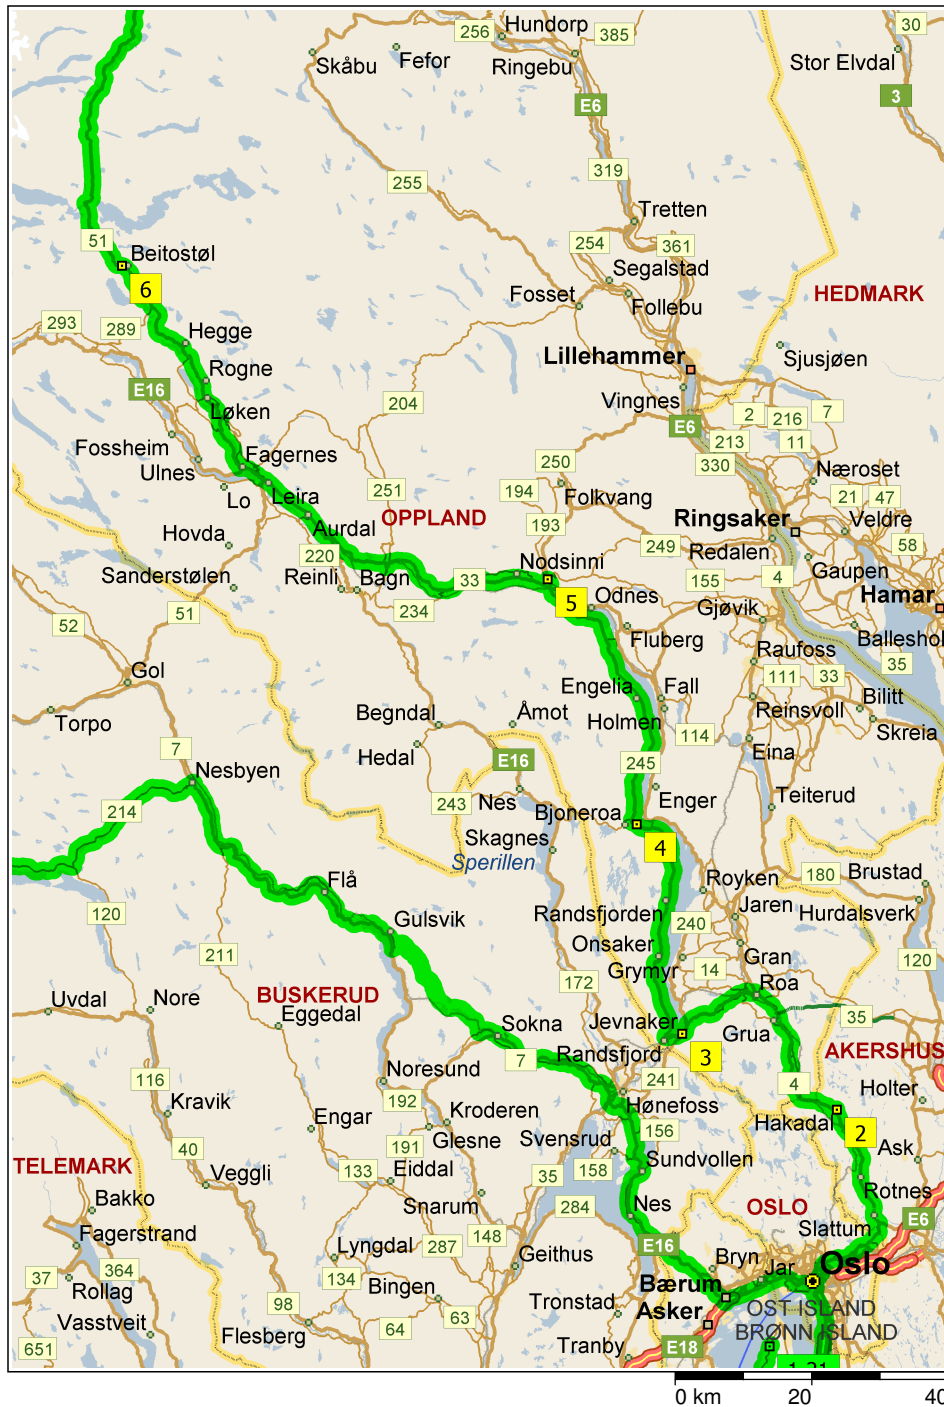 Hundorp
256
385
30
Skåbu
Fefor
Ringebu
Stor Elvdal
E6
3
319
255
Tretten
51
254
361
Beitostøl
Segalstad
6
Fosset
Follebu
HEDMARK
293
289
Hegge
Lillehammer
Sjusjøen
Rogne
E16
Vingnes
204
Løken
2
216
7
E6
213
11
Fossheim
Fagernes
250
330
Ulnes
Næroset
Lo
Leira
251
194
Folkvang
21
47
Aurdal
OPPLAND
Ringsaker
Veldre
Hovda
193
249
Redalen
58
220
Nodsinni
Gaupen
Sanderstølen
Reinli
Bagn
33
155
4
Hamar
51
234
5
Odnes
Gjøvik
52
Fluberg
Balleshol
Raufoss
35
Gol
111
33
Engelia
Fall
Bilitt
Torpo
Begndal
Åmot
Holmen
Reinsvoll
114
Skreia
7
Hedal
Eina
E16
245
Nesbyen
214
243
Nes
Enger
Bjoneroa
Teiterud
Skagnes
4
Sperillen
180
Brustad
Flå
Royken
120
Randsfjorden
Jaren
Hurdalsverk
Gulsvik
240
211
Onsaker
Gran
120
Grymyr
14
172
Roa
Uvdal
Nore
BUSKERUD
Eggedal
Jevnaker
35
Sokna
Grua
7
Randsfjord
3
AKERSHUS
Noresund
241
4
Holter
116
192
Hønefoss
Kravik
Kroderen
Hakadal
Engar
Glesne
Svensrud
156
2
40
191
Ask
TELEMARK
133
Eiddal
35
158
Sundvollen
Veggli
Rotnes
Bakko
Snarum
284
Nes
OSLO
E6
Fagerstrand
Slattum
Lyngdal
287
148
E16
364
Geithus
Bryn
Oslo
37
134
Jar
Rollag
Bingen
Bærum
98
Tronstad
Asker
OST ISLAND
Vasstveit
63
Flesberg
64
BRØNN ISLAND
651
Tranby
E18
1,21
0 km
20
40